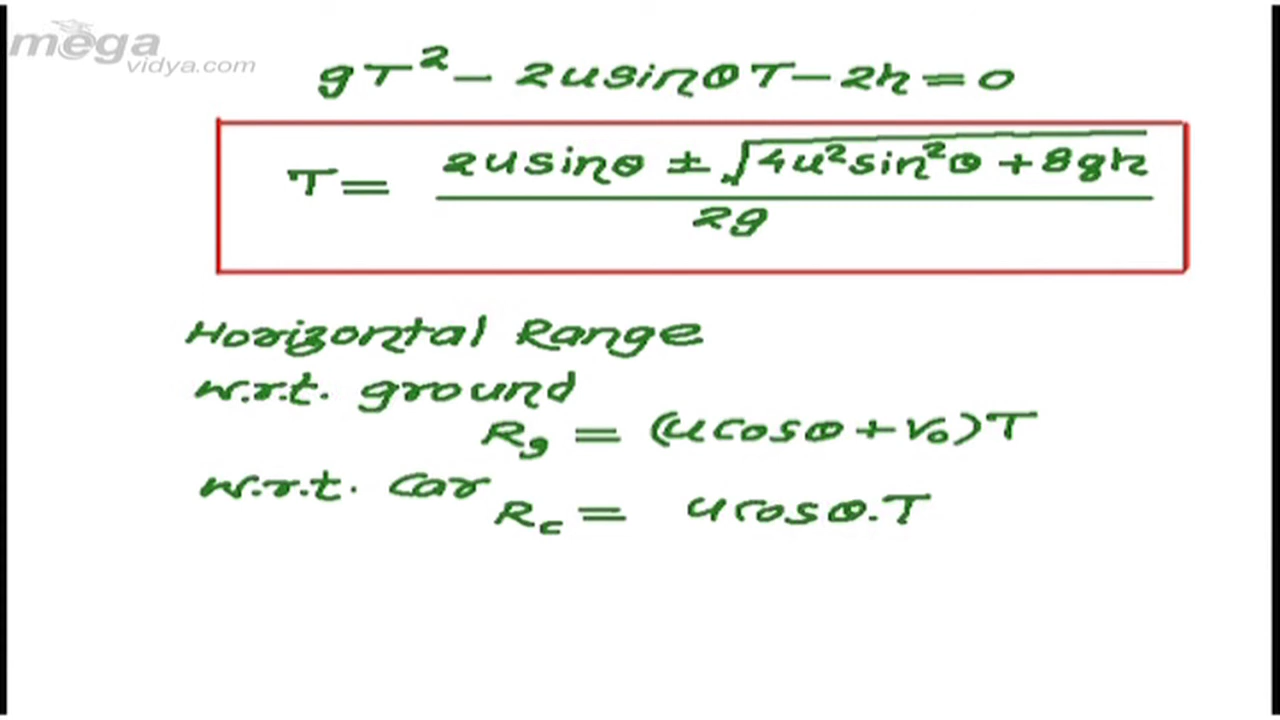 mega
vidya.com
gT² - 2usinθT - 2h = 0
T = (2usinθ ± √(4u²sin²θ + 8gh)) / 2g
Horizontal Range
w.r.t. ground
Rg = (ucosθ + v₀)T
w.r.t. Car
Rc = ucosθ.T